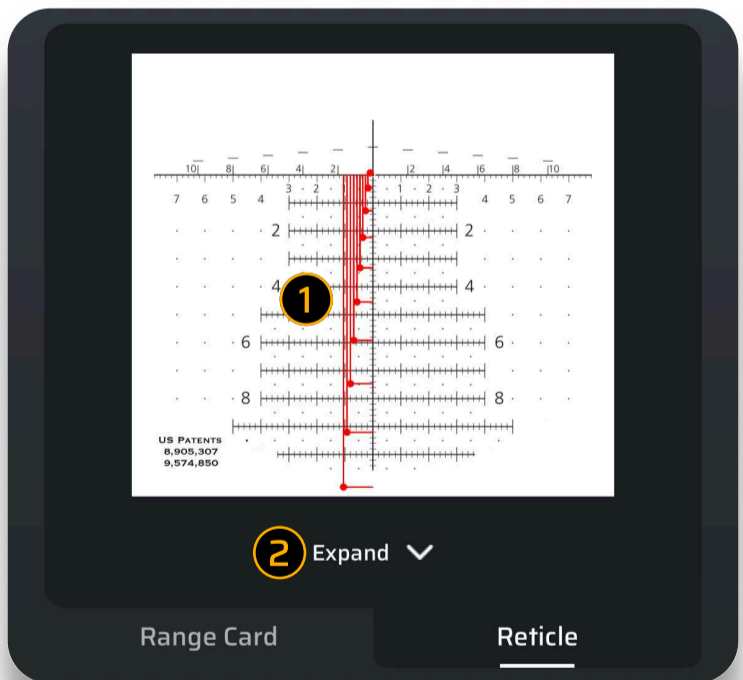 10| 8| 6| 4| 2| |2 |4 |6 |8 |10
7 6 5 4 3 2 1 1 2 3 4 5 6 7
2 2
4 1 4
6 6
8 8
US PATENTS
8,905,307
9,574,850
2 Expand
Range Card Reticle